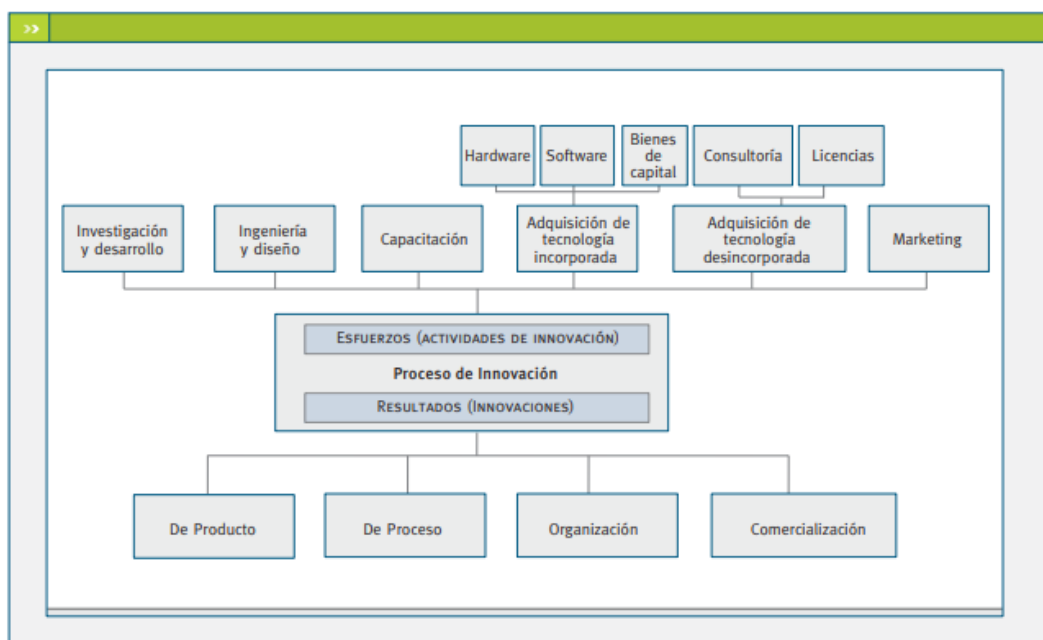 >>
Hardware
Software
Bienes
de
capital
Consultoría
Licencias
Investigación
y desarrollo
Ingeniería
y diseño
Capacitación
Adquisición de
tecnología
incorporada
Adquisición de
tecnología
desincorporada
Marketing
Esfuerzos (actividades de innovación)
Proceso de Innovación
Resultados (Innovaciones)
De Producto
De Proceso
Organización
Comercialización